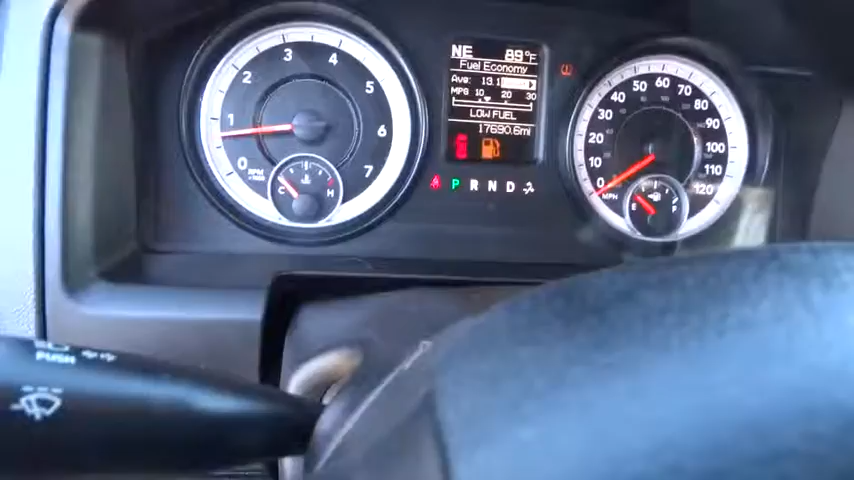 NE 89°F
Fuel Economy
Avg: 13.1
MPG 10 20 30
LOW FUEL
17690.6mi
P R N D
0 1 2 3 4 5 6 7
RPM
C H
0 10 20 30 40 50 60 70 80 90 100 110 120
MPH
E F
PUSH